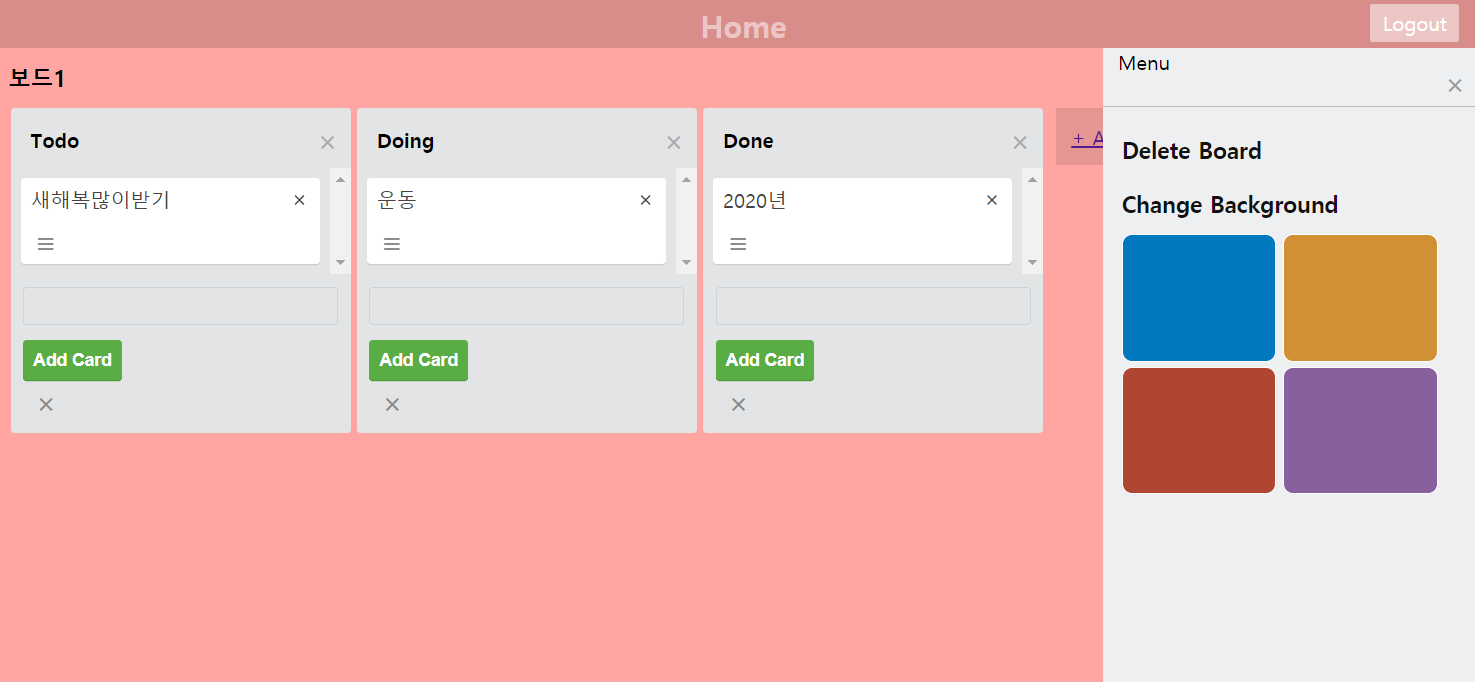 Home
Logout
보드1
Menu
×
Todo
×
Doing
×
Done
×
+ A
새해복많이받기
×
운동
×
2020년
×
Add Card
×
Add Card
×
Add Card
×
Delete Board
Change Background